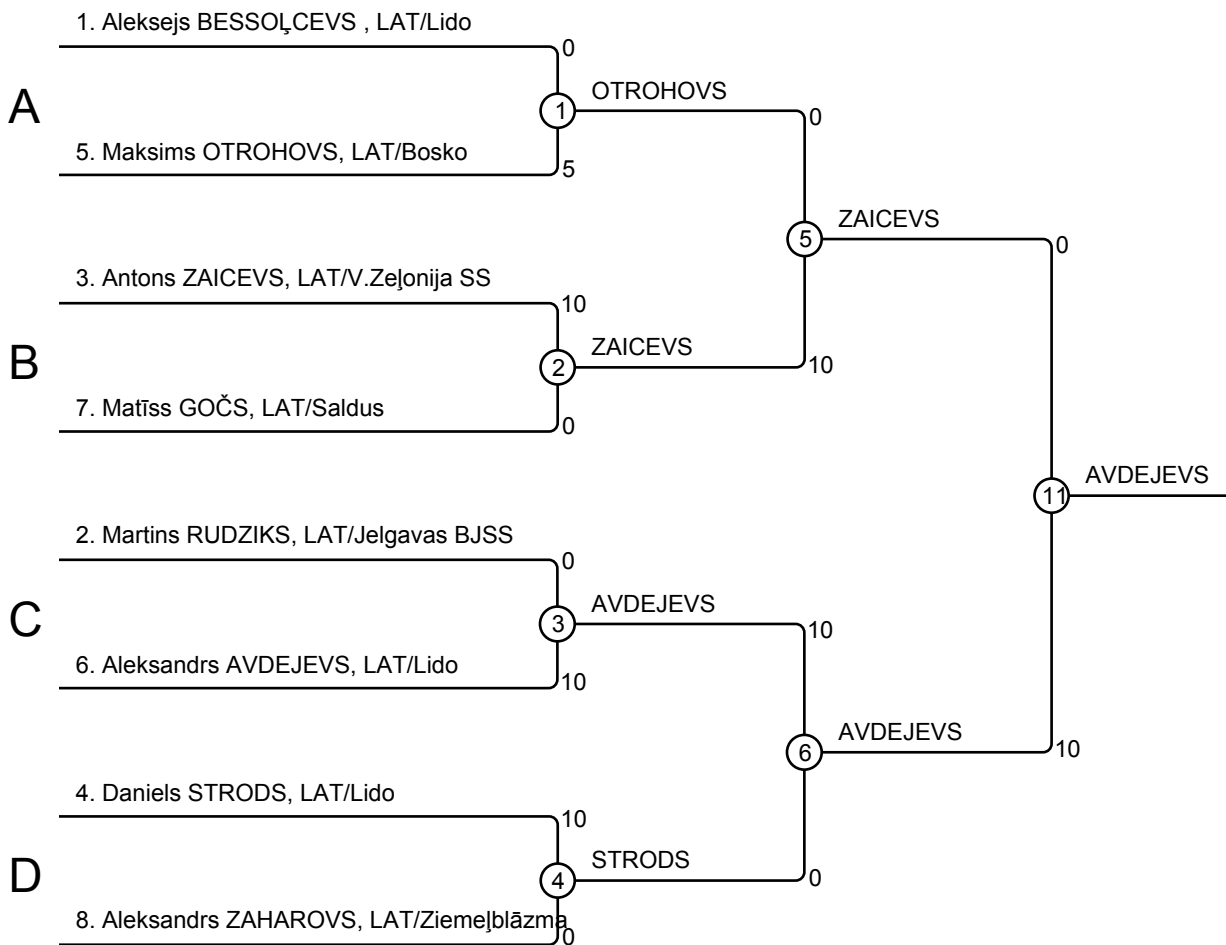 1. Aleksejs BESSOĻCEVS , LAT/Lido
0
OTROHOVS
1
0
A
5. Maksims OTROHOVS, LAT/Bosko
5
ZAICEVS
5
0
3. Antons ZAICEVS, LAT/V.Zeļonija SS
10
ZAICEVS
2
10
B
7. Matīss GOČS, LAT/Saldus
0
AVDEJEVS
11
2. Martins RUDZIKS, LAT/Jelgavas BJSS
0
AVDEJEVS
3
10
C
6. Aleksandrs AVDEJEVS, LAT/Lido
10
AVDEJEVS
6
10
4. Daniels STRODS, LAT/Lido
10
STRODS
4
0
D
8. Aleksandrs ZAHAROVS, LAT/Ziemeļblāzma
0